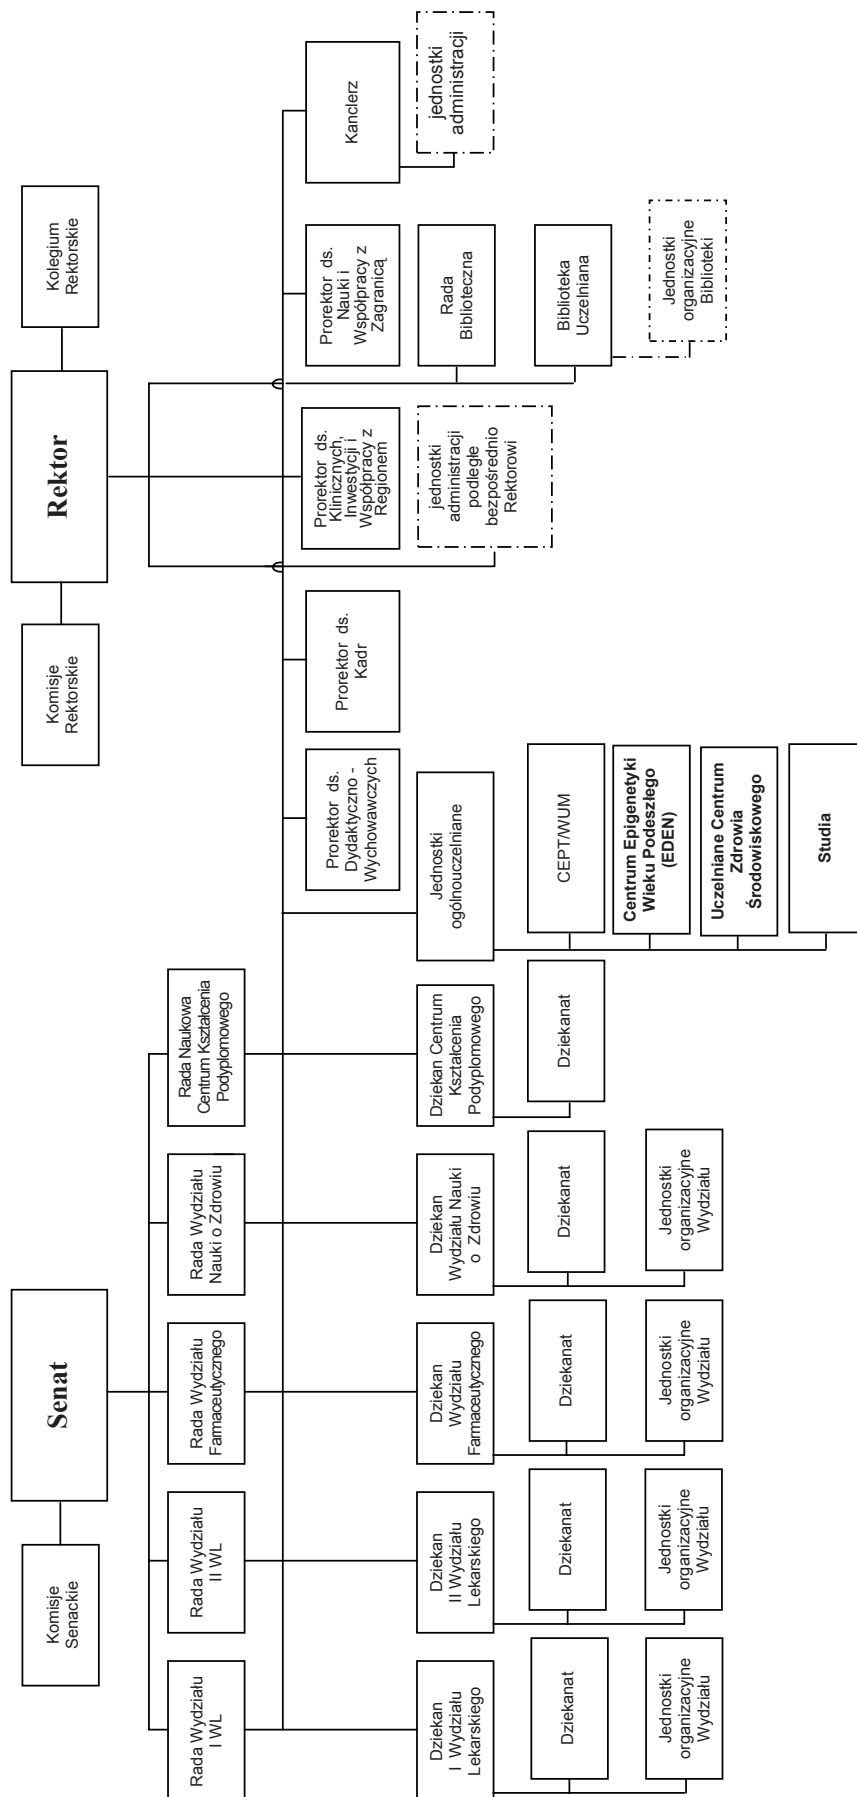 Senat
Rektor
Komisje
Senackie
Komisje
Rektorskie
Kolegium
Rektorskie
Rada Wydziału
I WL
Rada Wydziału
II WL
Rada Wydziału
Farmaceutycznego
Rada Wydziału
Nauki o Zdrowiu
Rada Naukowa
Centrum Kształcenia
Podyplomowego
Prorektor ds.
Dydaktyczno -
Wychowawczych
Prorektor ds.
Kadr
Prorektor ds.
Klinicznych,
Inwestycji i
Współpracy z
Regionem
Prorektor ds.
Nauki i
Współpracy z
Zagranicą
Kanclerz
Dziekan
I Wydziału
Lekarskiego
Dziekan
II Wydziału
Lekarskiego
Dziekan
Wydziału
Farmaceutycznego
Dziekan
Wydziału Nauki
o Zdrowiu
Dziekan Centrum
Kształcenia
Podyplomowego
Jednostki
ogólnouczelniane
jednostki
administracji
podległe
bezpośrednio
Rektorowi
Rada
Biblioteczna
jednostki
administracji
Dziekanat
Dziekanat
Dziekanat
Dziekanat
Dziekanat
CEPT/WUM
Biblioteka
Uczelniana
Jednostki
organizacyjne
Wydziału
Jednostki
organizacyjne
Wydziału
Jednostki
organizacyjne
Wydziału
Jednostki
organizacyjne
Wydziału
Centrum Epigenetyki
Wieku Podeszłego
(EDEN)
Jednostki
organizacyjne
Biblioteki
Uczelniane Centrum
Zdrowia
Środowiskowego
Studia